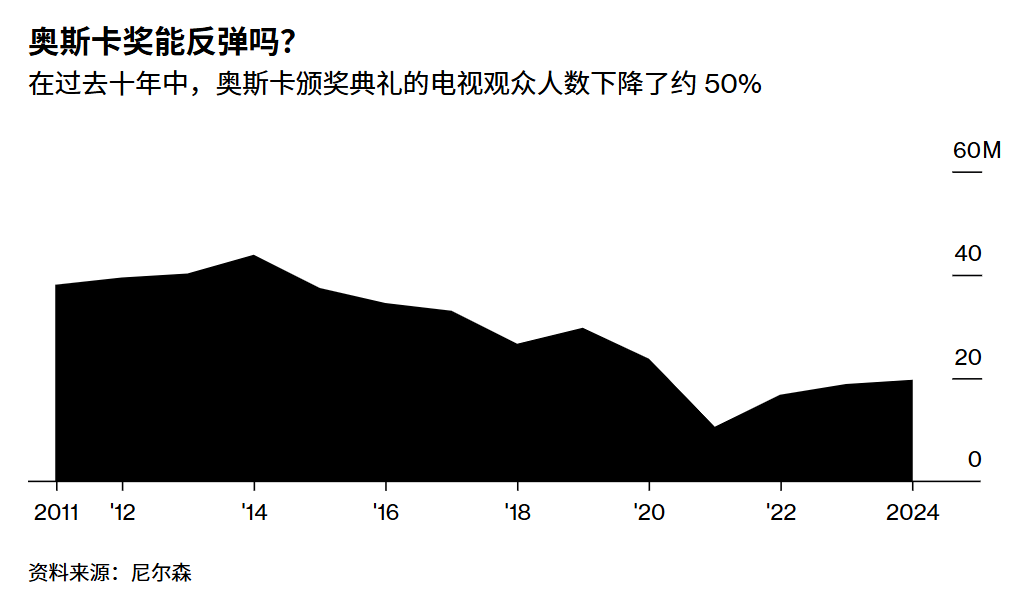 奥斯卡奖能反弹吗？
在过去十年中，奥斯卡颁奖典礼的电视观众人数下降了约 50%
60M
40
20
0
2011 '12 '14 '16 '18 '20 '22 2024
资料来源：尼尔森